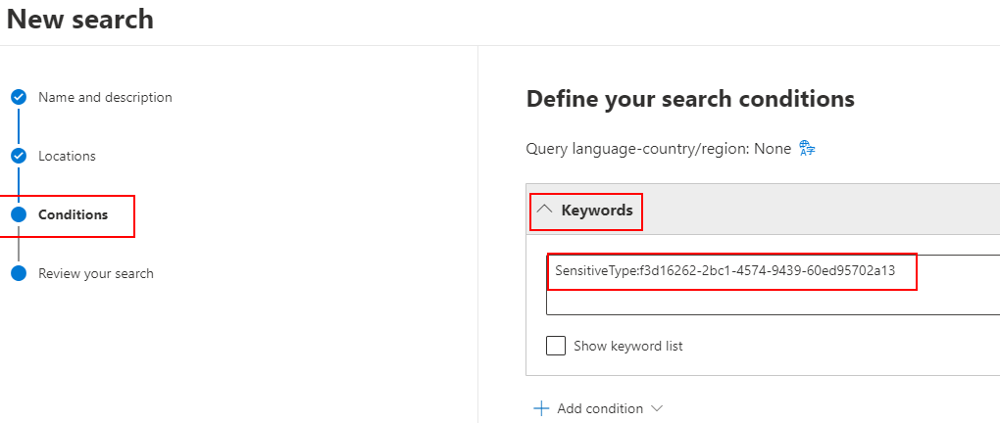 New search
Name and description
Locations
Conditions
Review your search
Define your search conditions
Query language-country/region: None
Keywords
SensitiveType:f3d16262-2bc1-4574-9439-60ed95702a13
Show keyword list
Add condition